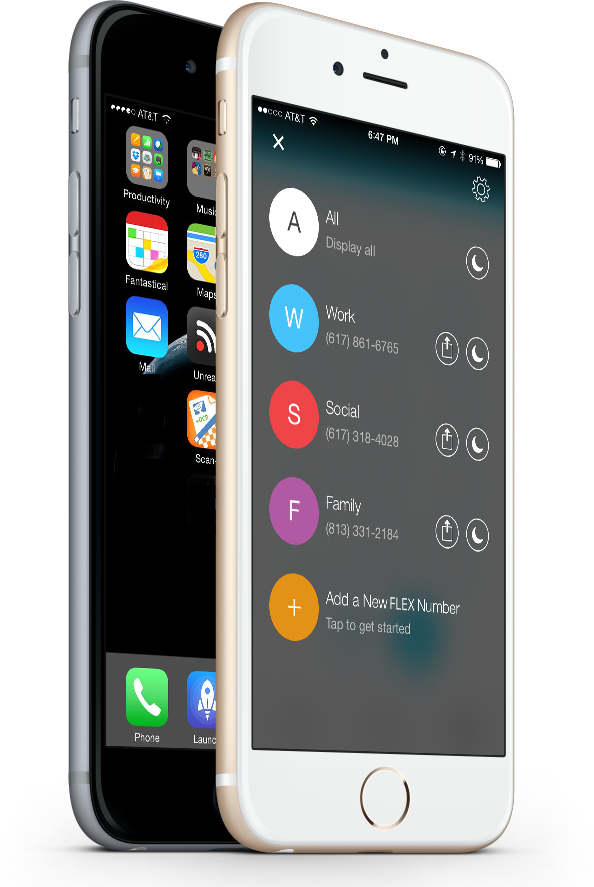 AT&T
Productivity
Music
Fantastical
280
Maps
Mail
Unrea
Scan
Phone
Launc
AT&T
6:47 PM
91%
A
All
Display all
W
Work
(617) 861-6765
S
Social
(617) 318-4028
F
Family
(813) 331-2184
+
Add a New FLEX Number
Tap to get started